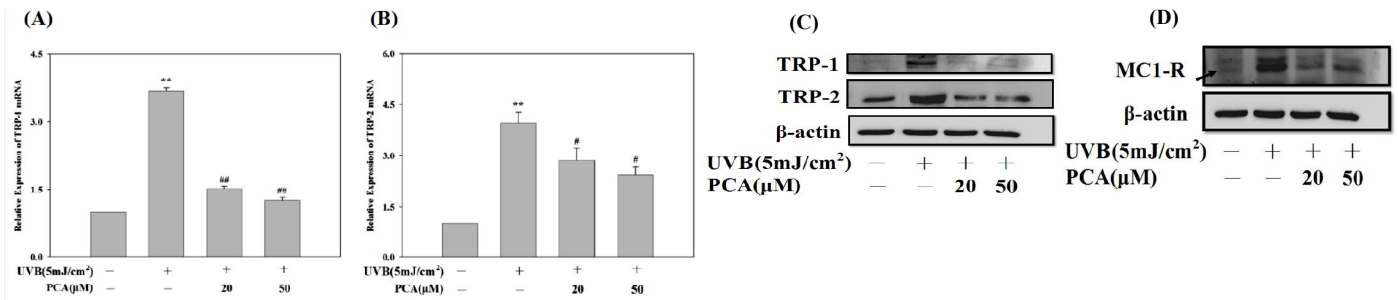 (A)
Relative Expression of TRP-1 mRNA
4.5
3.0
1.5
0.0
**
##
##
UVB(5mJ/cm²) – + + +
PCA(μM) – – 20 50
(B)
Relative Expression of TRP-2 mRNA
6.0
4.5
3.0
1.5
0.0
**
#
#
UVB(5mJ/cm²) – + + +
PCA(μM) – – 20 50
(C)
TRP-1
TRP-2
β-actin
UVB(5mJ/cm²) – + + +
PCA(μM) – – 20 50
(D)
MC1-R
β-actin
UVB(5mJ/cm²) – + + +
PCA(μM) – – 20 50